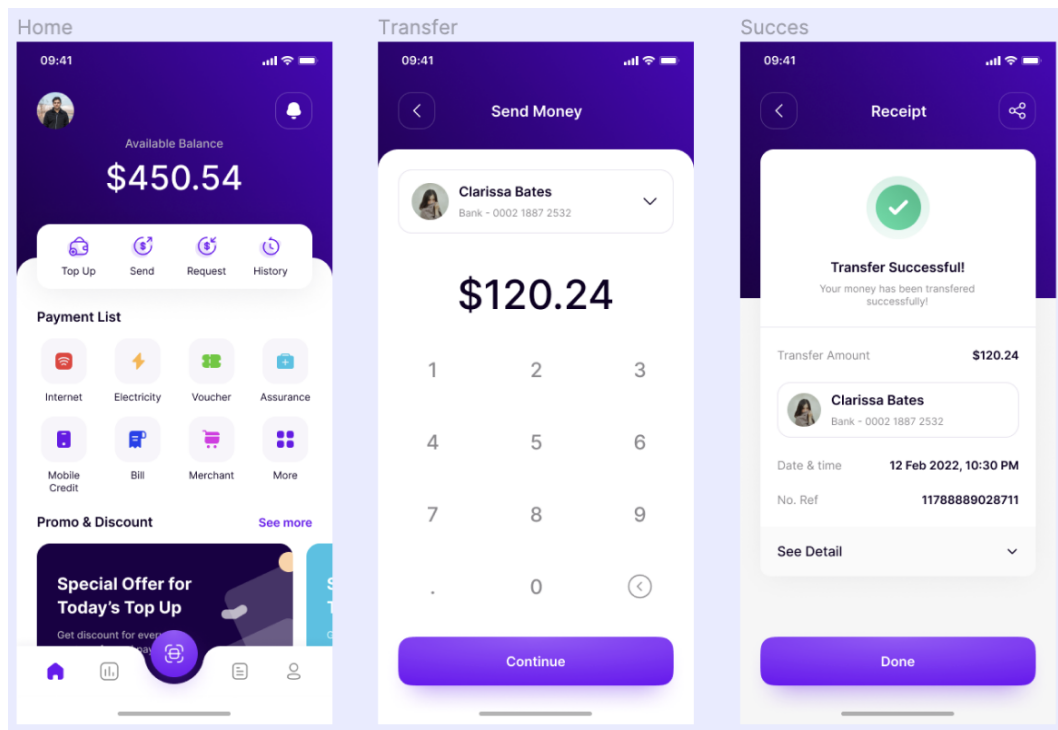 Home
09:41
Available Balance
$450.54
Top Up
Send
Request
History
Payment List
Internet
Electricity
Voucher
Assurance
Mobile
Credit
Bill
Merchant
More
Promo & Discount
See more
Special Offer for
Today's Top Up
Get discount for every
Transfer
09:41
Send Money
Clarissa Bates
Bank - 0002 1887 2532
$120.24
1 2 3
4 5 6
7 8 9
. 0
Continue
Succes
09:41
Receipt
Transfer Successful!
Your money has been transfered
successfully!
Transfer Amount $120.24
Clarissa Bates
Bank - 0002 1887 2532
Date & time 12 Feb 2022, 10:30 PM
No. Ref 11788889028711
See Detail
Done